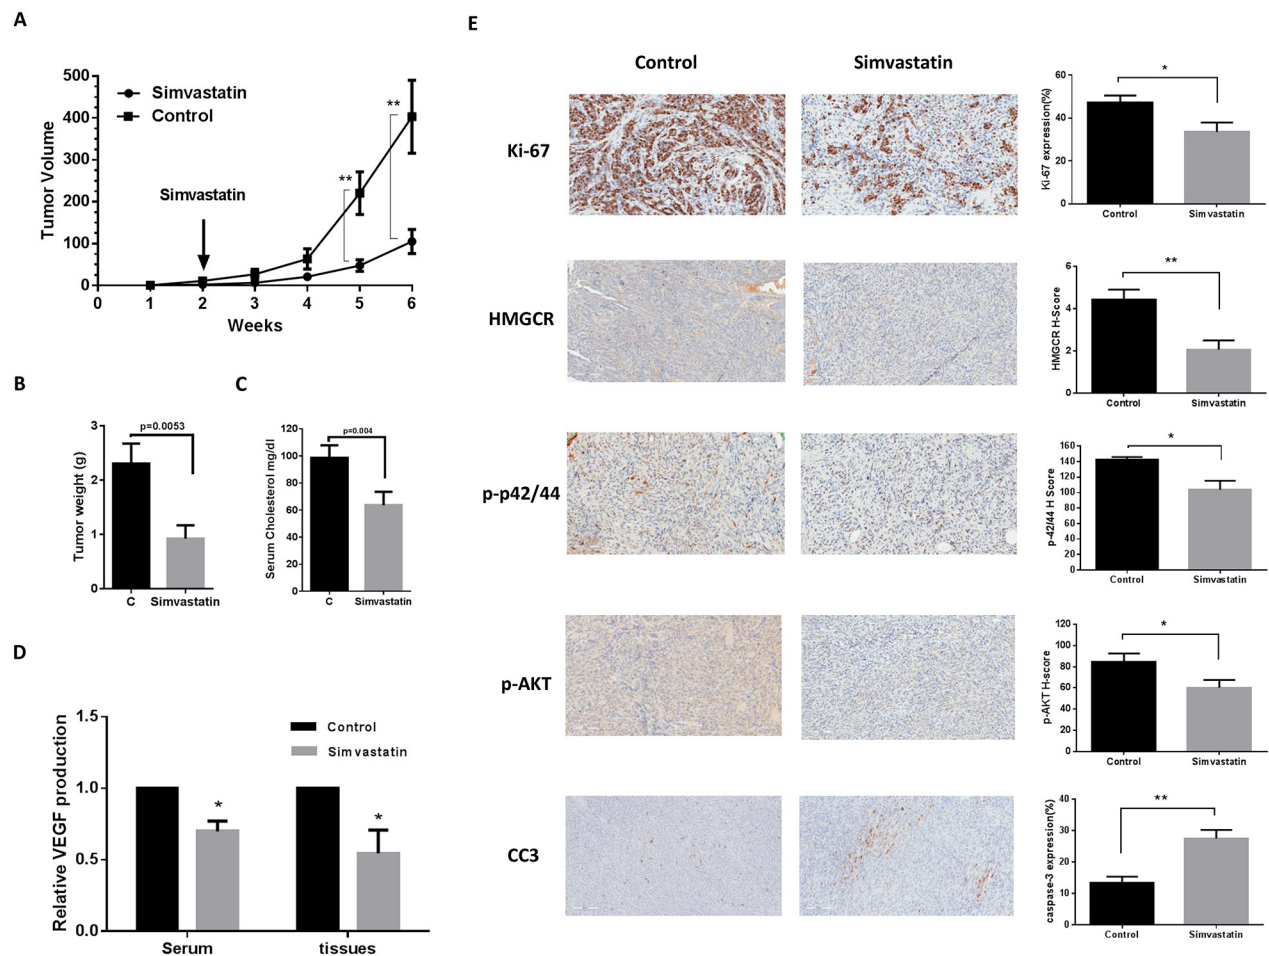 A
500
400
300
200
100
0
Tumor Volume
Simvastatin
Control
Simvastatin
**
**
0 1 2 3 4 5 6
Weeks
B
3
2
1
0
Tumor weight (g)
p=0.0053
C Simvastatin
C
120
100
80
60
40
20
0
Serum Cholesterol mg/dl
p=0.004
C Simvastatin
D
1.5
1.0
0.5
0.0
Relative VEGF production
Control
Simvastatin
*
*
Serum tissues
E
Control Simvastatin
Ki-67
60
40
20
0
Ki-67 expression(%)
*
Control Simvastatin
HMGCR
6
4
2
0
HMGCR H-Score
**
Control Simvastatin
p-p42/44
160
140
120
100
80
60
40
20
0
p-42/44 H Score
*
Control Simvastatin
p-AKT
120
100
80
60
40
20
0
p-AKT H-score
*
Control Simvastatin
CC3
40
30
20
10
0
caspase-3 expression(%)
**
Control Simvastatin